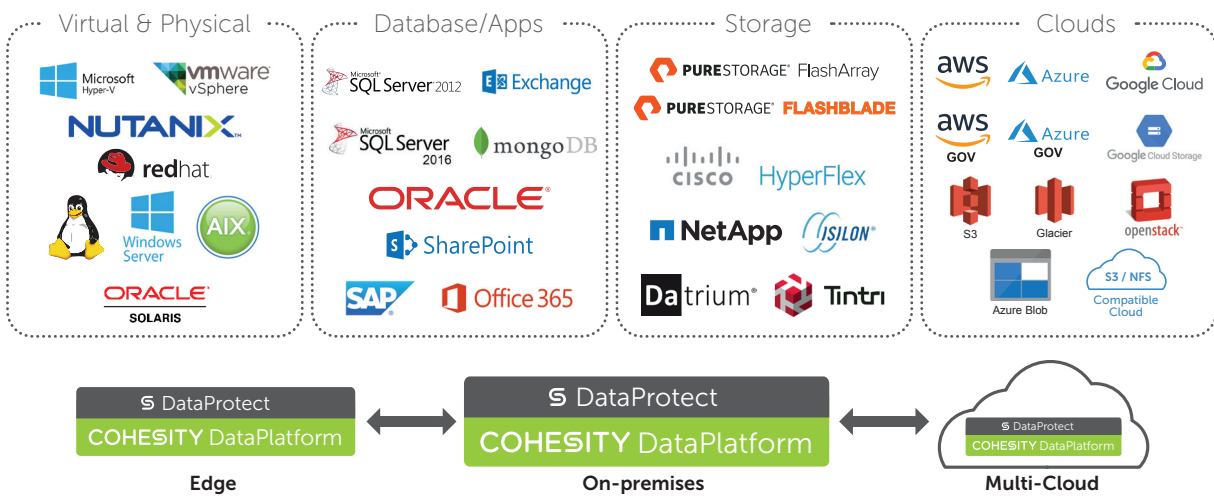 Virtual & Physical
Microsoft
Hyper-V
vmware®
vSphere
NUTANIX™
redhat.
Windows
Server
AIX®
ORACLE®
SOLARIS
Database/Apps
Microsoft®
SQL Server®2012
Exchange
Microsoft
SQL Server
2016
mongoDB
ORACLE®
SharePoint
SAP®
Office 365
Storage
PURESTORAGE® FlashArray
PURESTORAGE® FLASHBLADE
CISCO
HyperFlex
NetApp
ISILON®
Datrium®
Tintri
Clouds
aws
Azure
Google Cloud
aws
GOV
Azure
GOV
Google Cloud Storage
S3
Glacier
openstack™
Azure Blob
S3 / NFS
Compatible
Cloud
DataProtect
COHESITY DataPlatform
Edge
DataProtect
COHESITY DataPlatform
On-premises
DataProtect
COHESITY DataPlatform
Multi-Cloud